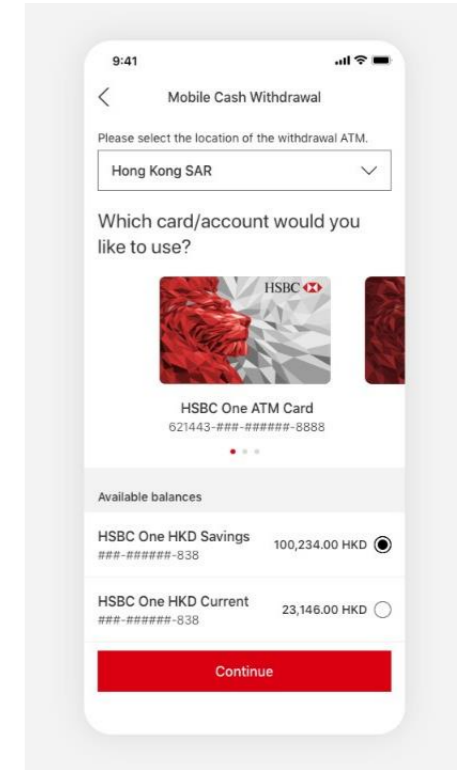 9:41
Mobile Cash Withdrawal
Please select the location of the withdrawal ATM.
Hong Kong SAR
Which card/account would you
like to use?
HSBC
HSBC One ATM Card
621443-###-######-8888
Available balances
HSBC One HKD Savings
100,234.00 HKD
###-######-838
HSBC One HKD Current
23,146.00 HKD
###-######-838
Continue